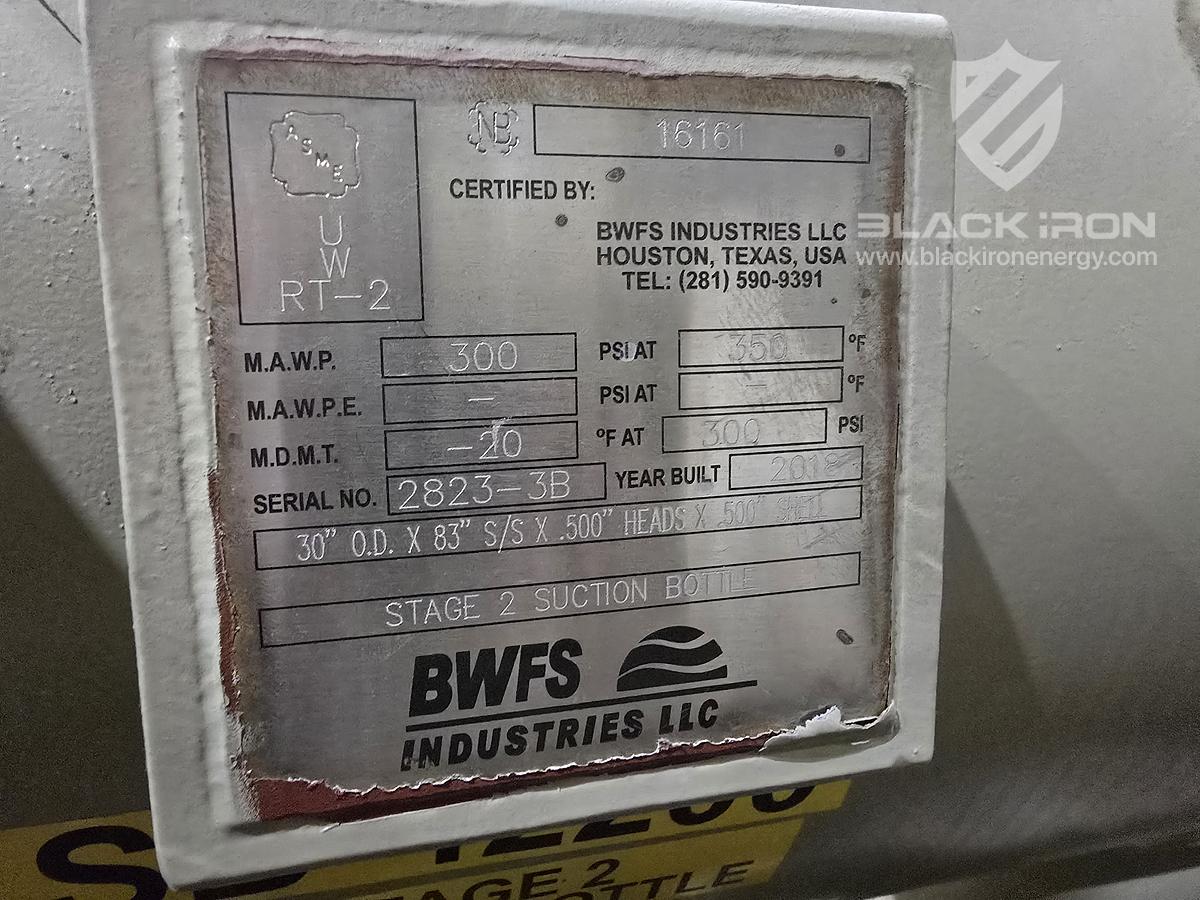 ASME
U
W
RT-2
NB 16161
CERTIFIED BY:
BWFS INDUSTRIES LLC
HOUSTON, TEXAS, USA
TEL: (281) 590-9391
M.A.W.P. 300 PSI AT 350 °F
M.A.W.P.E. - PSI AT - °F
M.D.M.T. -20 °F AT 300 PSI
SERIAL NO. 2823-3B YEAR BUILT 2018
30" O.D. X 83" S/S X .500" HEADS X .500" SHELL
STAGE 2 SUCTION BOTTLE
BWFS
INDUSTRIES LLC
BLACK iRON
www.blackironenergy.com
2